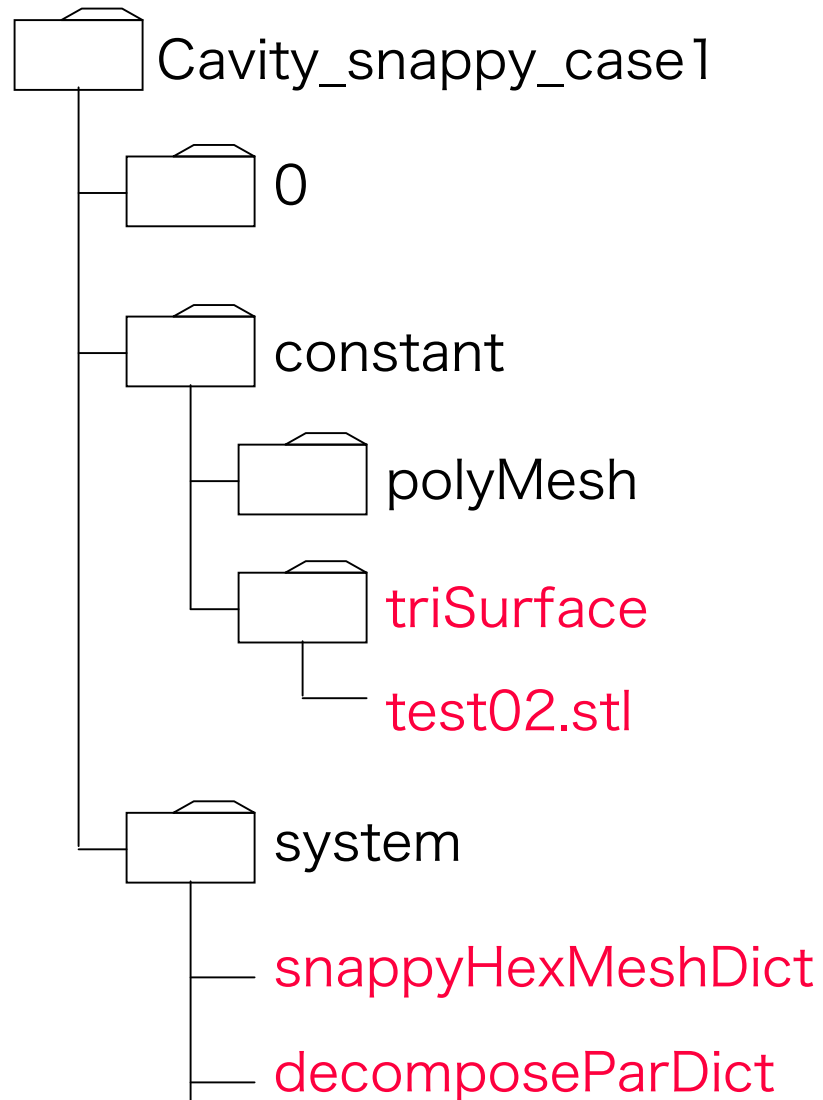 Cavity_snappy_case1
0
constant
polyMesh
triSurface
test02.stl
system
snappyHexMeshDict
decomposeParDict